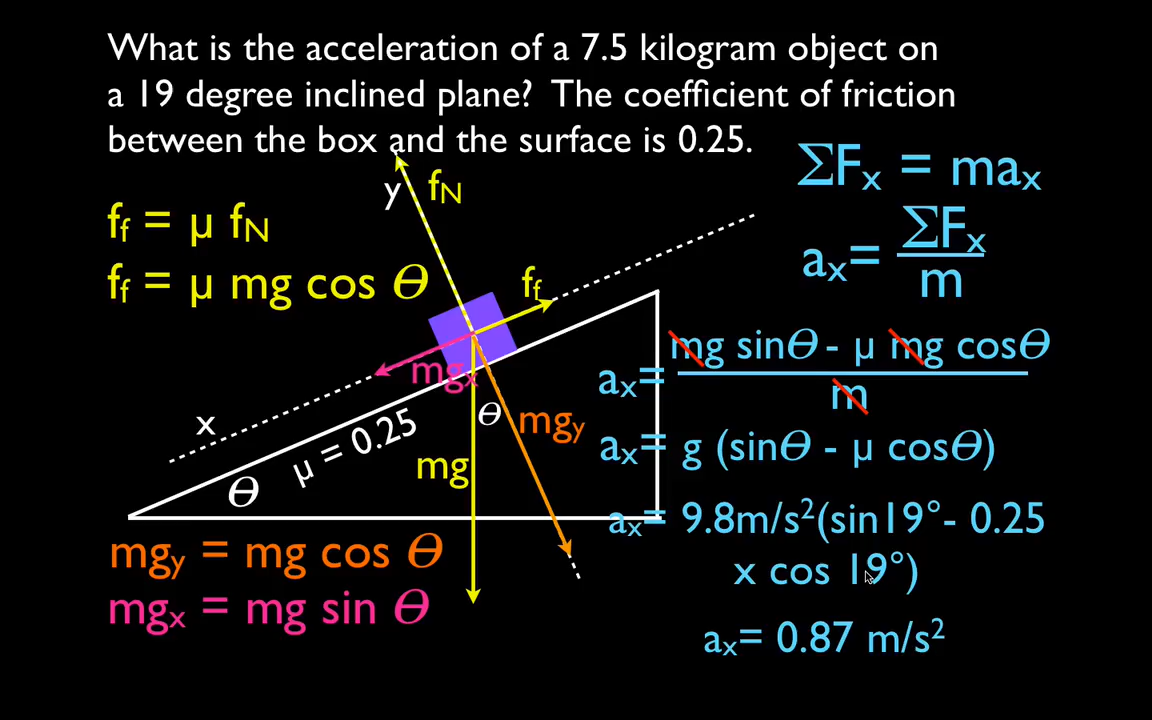 What is the acceleration of a 7.5 kilogram object on
a 19 degree inclined plane? The coefficient of friction
between the box and the surface is 0.25.
ΣFx = max
ax= ΣFx
m
ff = μ fN
ff = μ mg cos Θ
y
fN
ff
mgx
x
μ = 0.25
Θ
mg
Θ
mgy
mgy = mg cos Θ
mgx = mg sin Θ
ax= mg sinΘ - μ mg cosΘ
m
ax= g (sinΘ - μ cosΘ)
ax= 9.8m/s²(sin19°- 0.25
x cos 19°)
ax= 0.87 m/s²